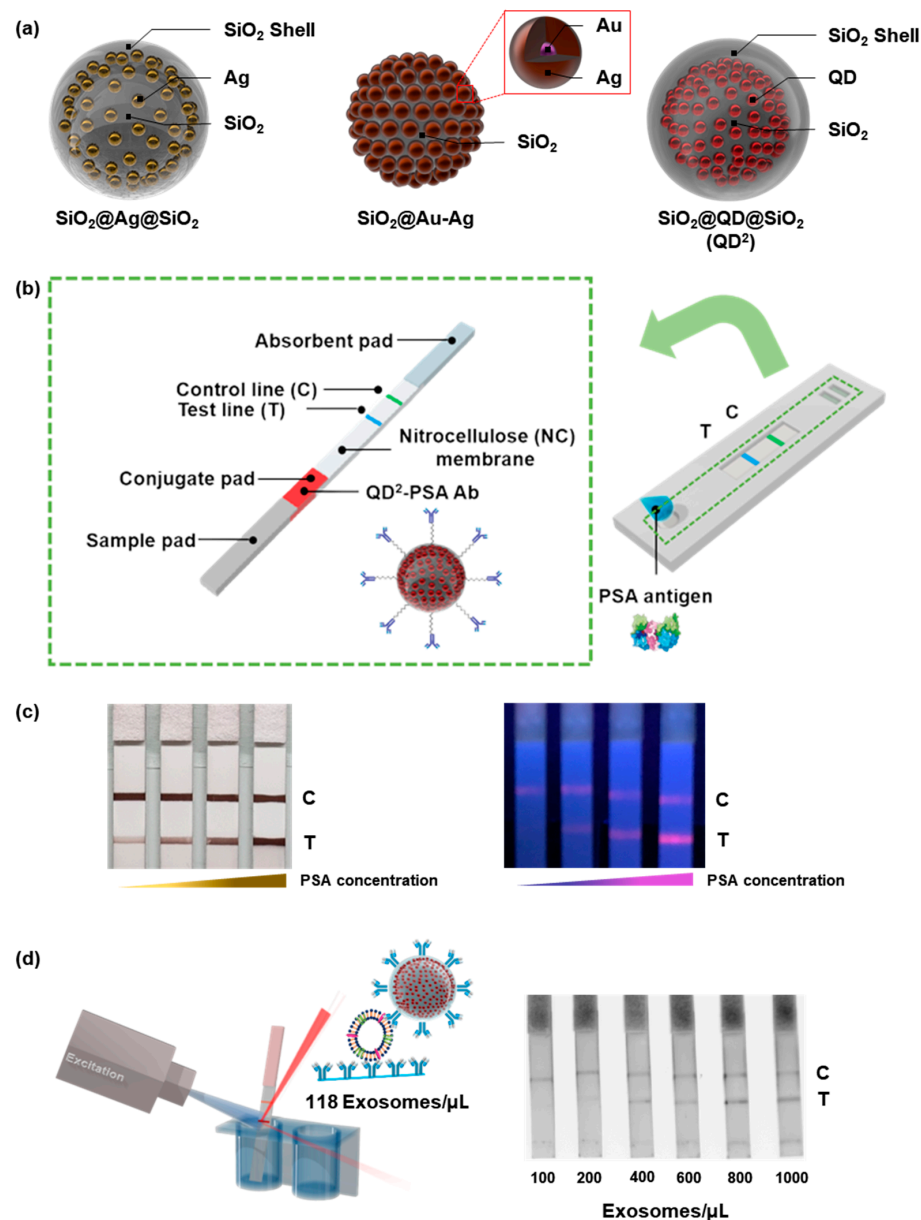 (a)
SiO₂ Shell
Ag
SiO₂
SiO₂@Ag@SiO₂
Au
Ag
SiO₂
SiO₂@Au-Ag
SiO₂ Shell
QD
SiO₂
SiO₂@QD@SiO₂
(QD²)
(b)
Absorbent pad
Control line (C)
Test line (T)
Nitrocellulose (NC)
membrane
Conjugate pad
QD²-PSA Ab
Sample pad
C
T
PSA antigen
(c)
C
T
PSA concentration
C
T
PSA concentration
(d)
Excitation
118 Exosomes/µL
C
T
100 200 400 600 800 1000
Exosomes/µL